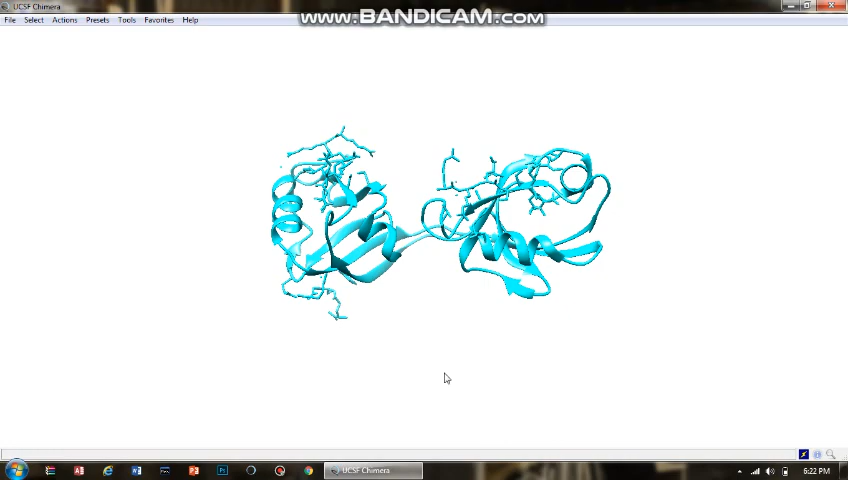 UCSF Chimera
WWW.BANDICAM.COM
File Select Actions Presets Tools Favorites Help
UCSF Chimera
6:22 PM